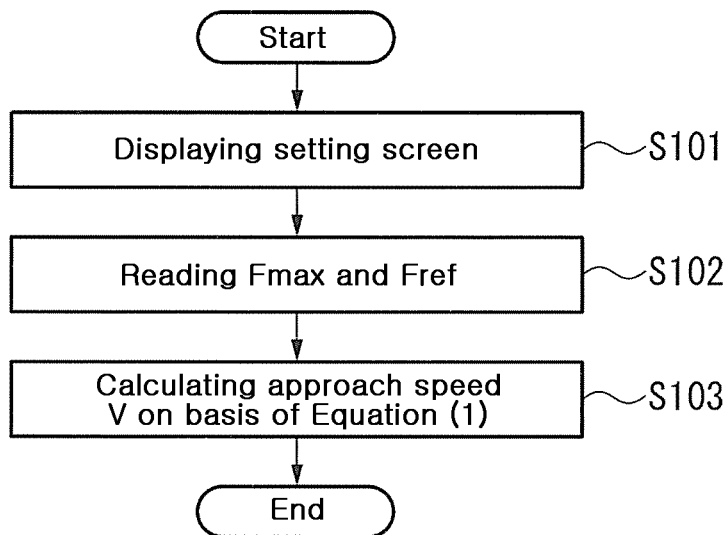 Start
Displaying setting screen
S101
Reading Fmax and Fref
S102
Calculating approach speed
V on basis of Equation (1)
S103
End